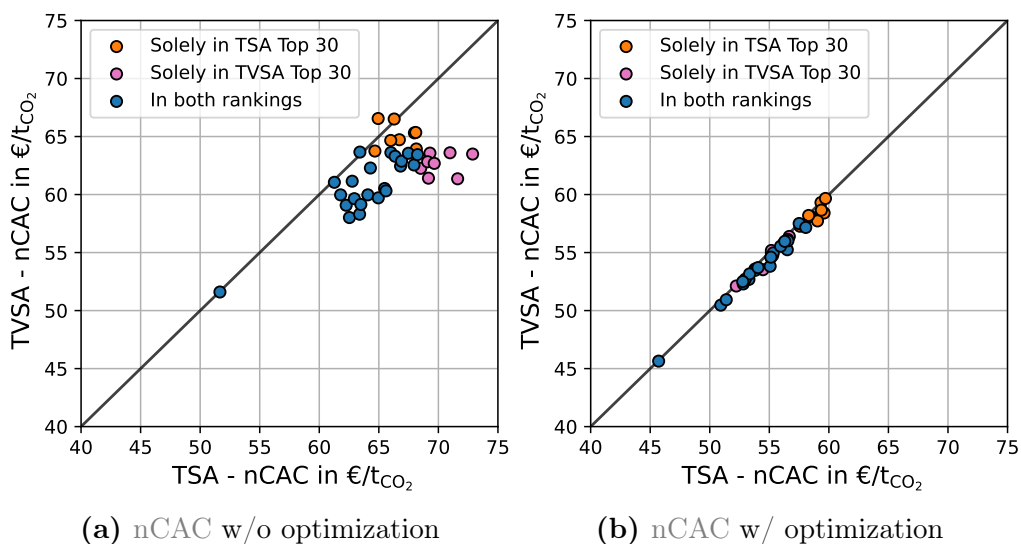 75
70
65
60
55
50
45
40
TVSA - nCAC in €/tCO2
Solely in TSA Top 30
Solely in TVSA Top 30
In both rankings
40 45 50 55 60 65 70 75
TSA - nCAC in €/tCO2
(a) nCAC w/o optimization
75
70
65
60
55
50
45
40
TVSA - nCAC in €/tCO2
Solely in TSA Top 30
Solely in TVSA Top 30
In both rankings
40 45 50 55 60 65 70 75
TSA - nCAC in €/tCO2
(b) nCAC w/ optimization